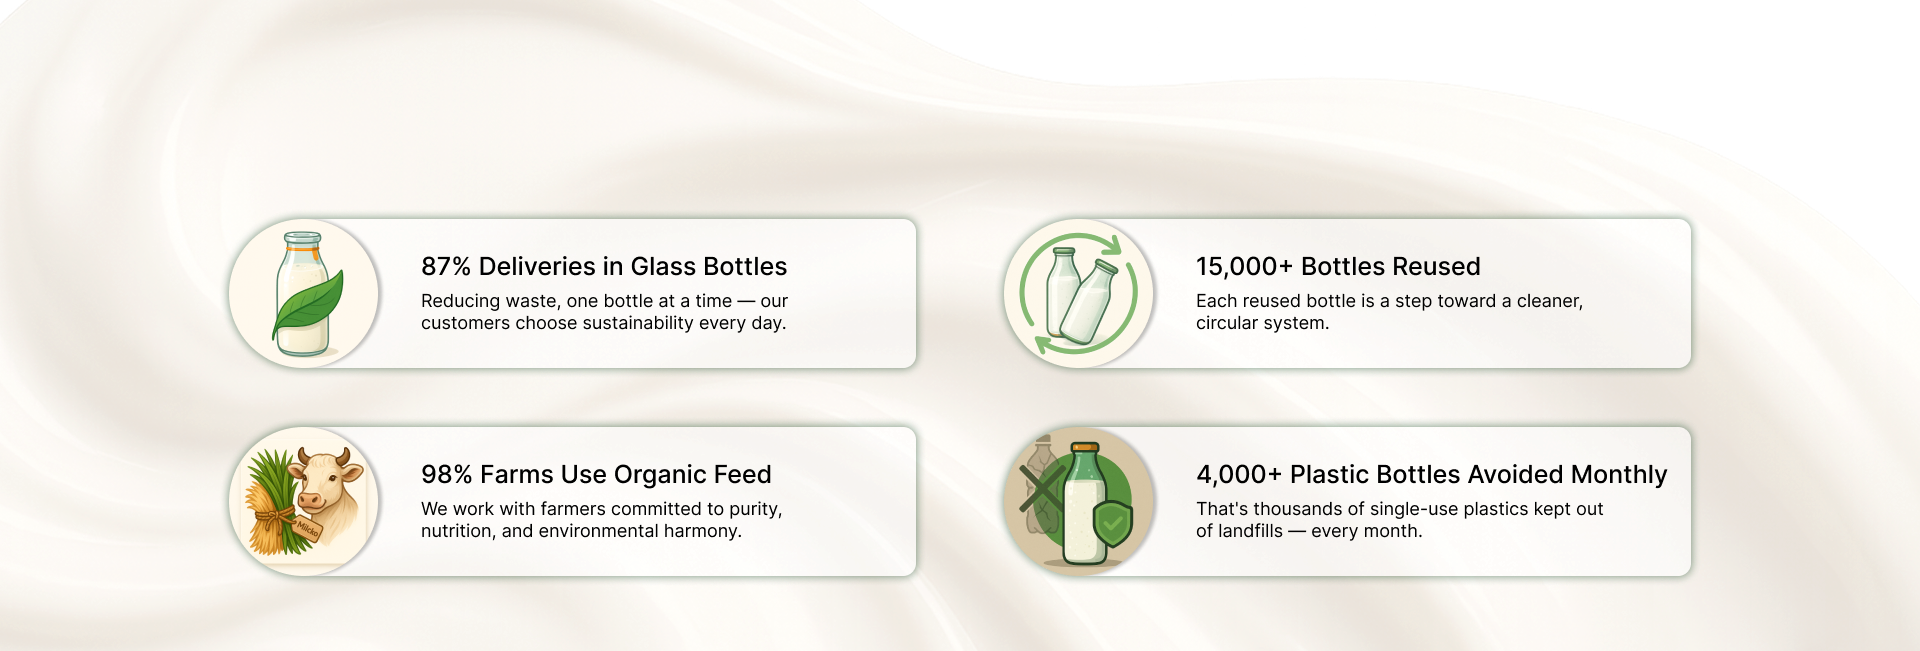 87% Deliveries in Glass Bottles
Reducing waste, one bottle at a time — our
customers choose sustainability every day.
15,000+ Bottles Reused
Each reused bottle is a step toward a cleaner,
circular system.
98% Farms Use Organic Feed
We work with farmers committed to purity,
nutrition, and environmental harmony.
Milcko
4,000+ Plastic Bottles Avoided Monthly
That's thousands of single-use plastics kept out
of landfills — every month.